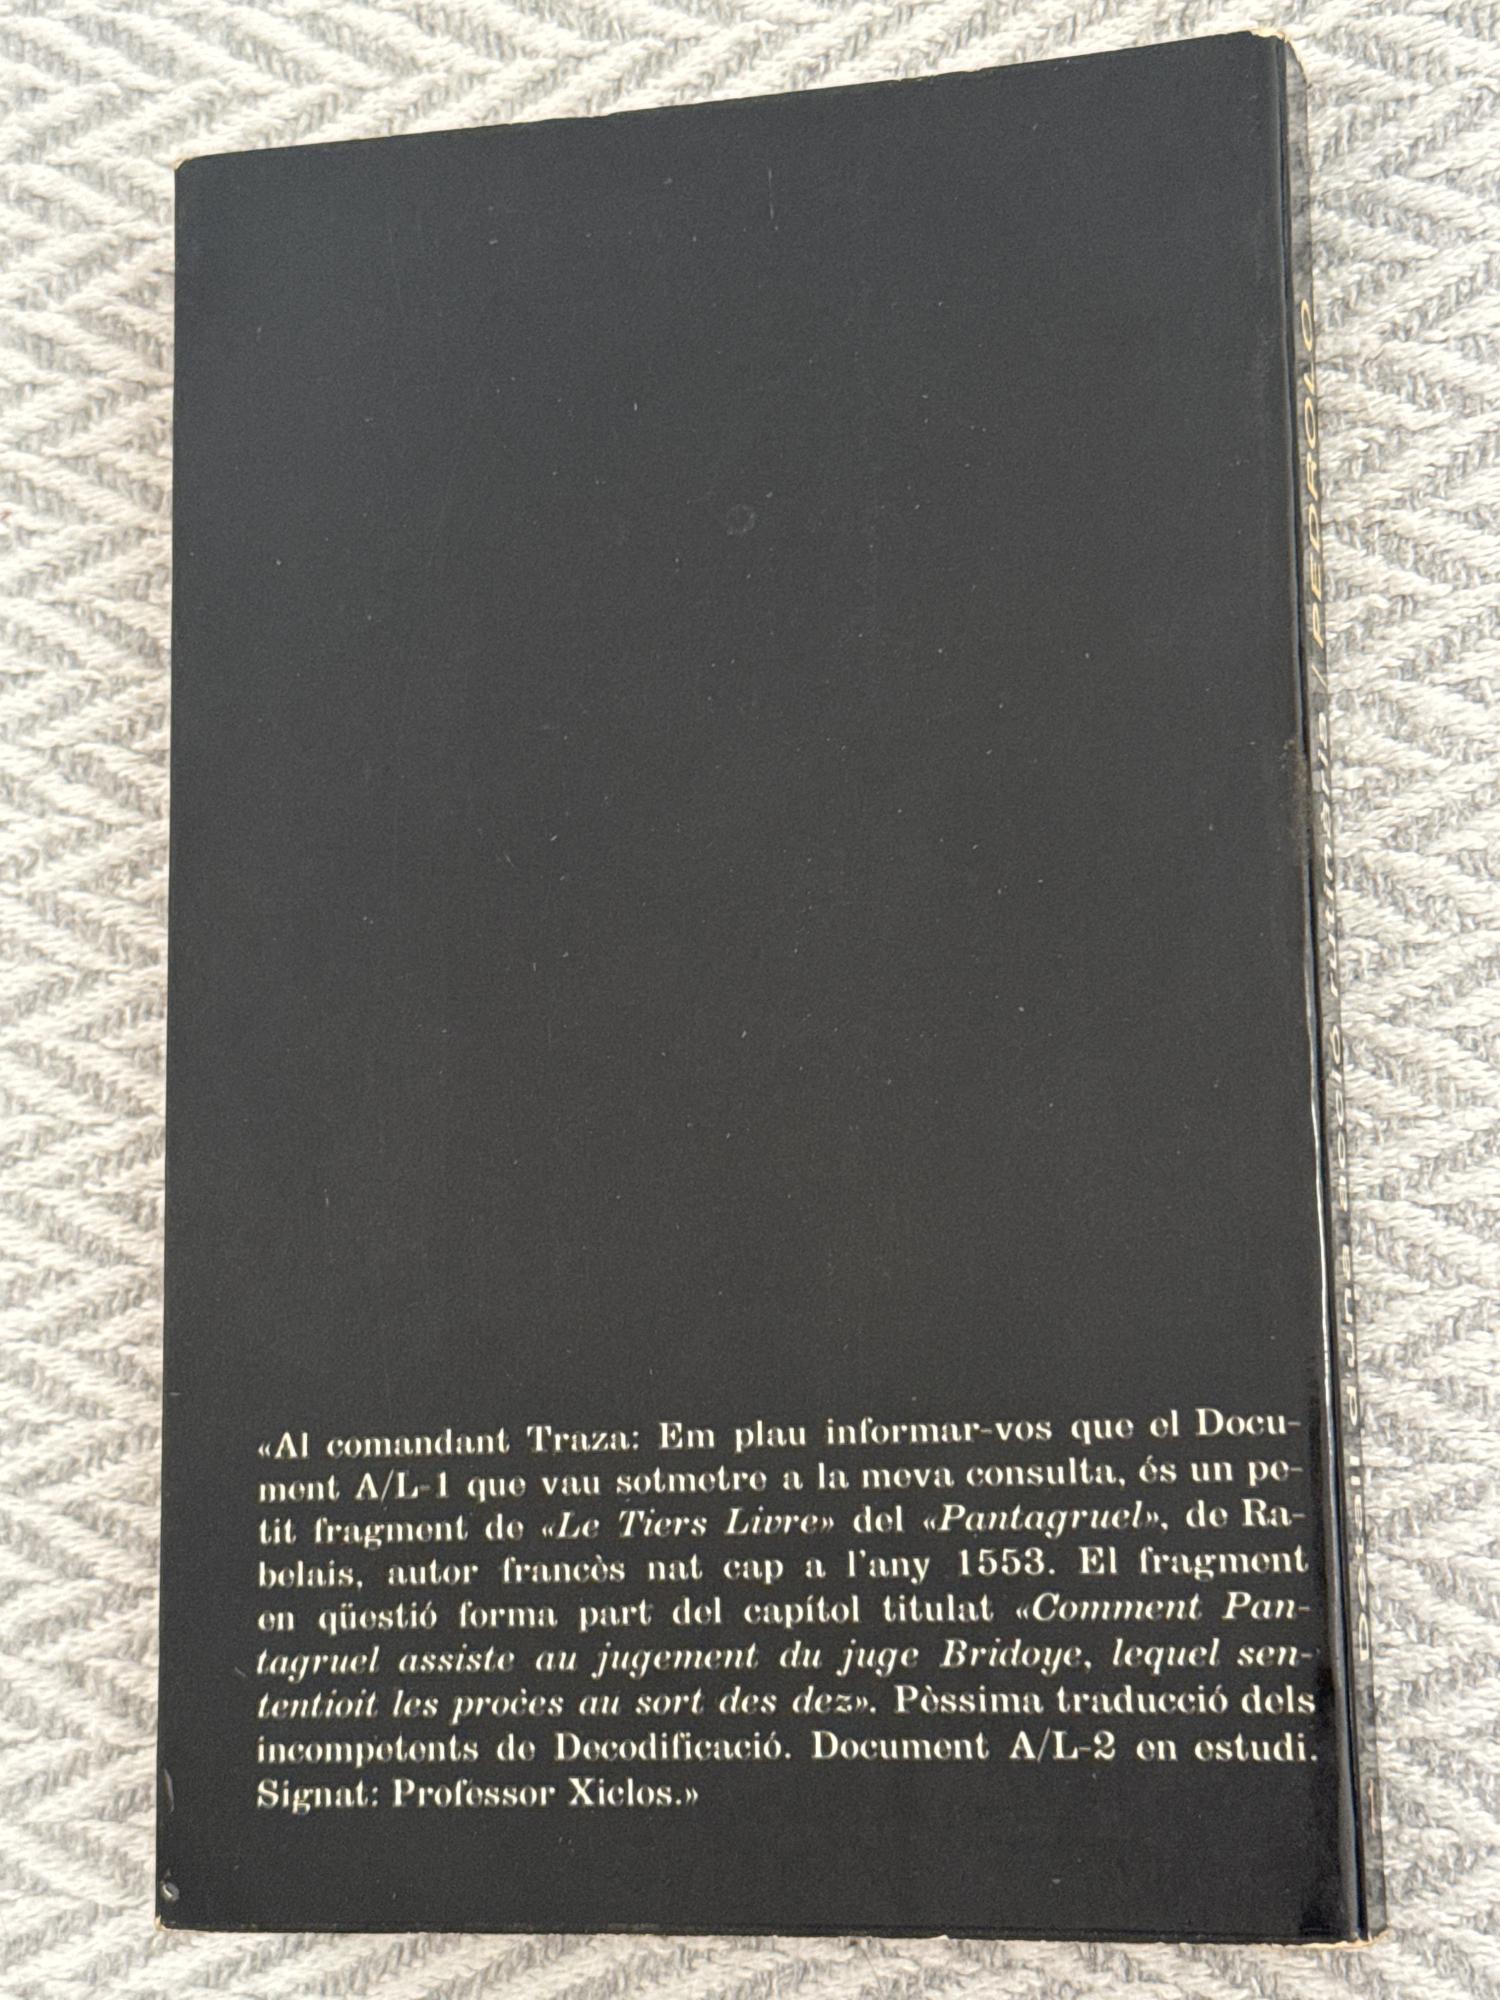 «Al comandant Traza: Em plau informar-vos que el Docu-
ment A/L-1 que vau sotmetre a la meva consulta, és un pe-
tit fragment de «Le Tiers Livre» del «Pantagruel», de Ra-
belais, autor francès nat cap a l'any 1553. El fragment
en qüestió forma part del capítol titulat «Comment Pan-
tagruel assiste au jugement du juge Bridoye, lequel sen-
tentioit les procès au sort des dez». Pèssima traducció dels
incompetents de Decodificació. Document A/L-2 en estudi.
Signat: Professor Xiclos.»
Detall d'una acció rutinària / PEDROLO